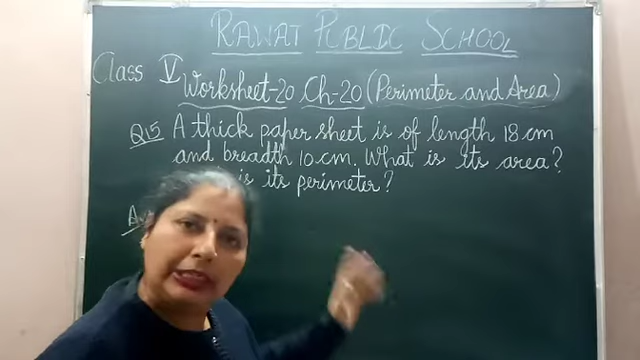 RAWAT PUBLIC SCHOOL
Class V
Worksheet-20 Ch-20 (Perimeter and Area)
Q15 A thick paper sheet is of length 18 cm
and breadth 10 cm. What is its area?
is its perimeter?